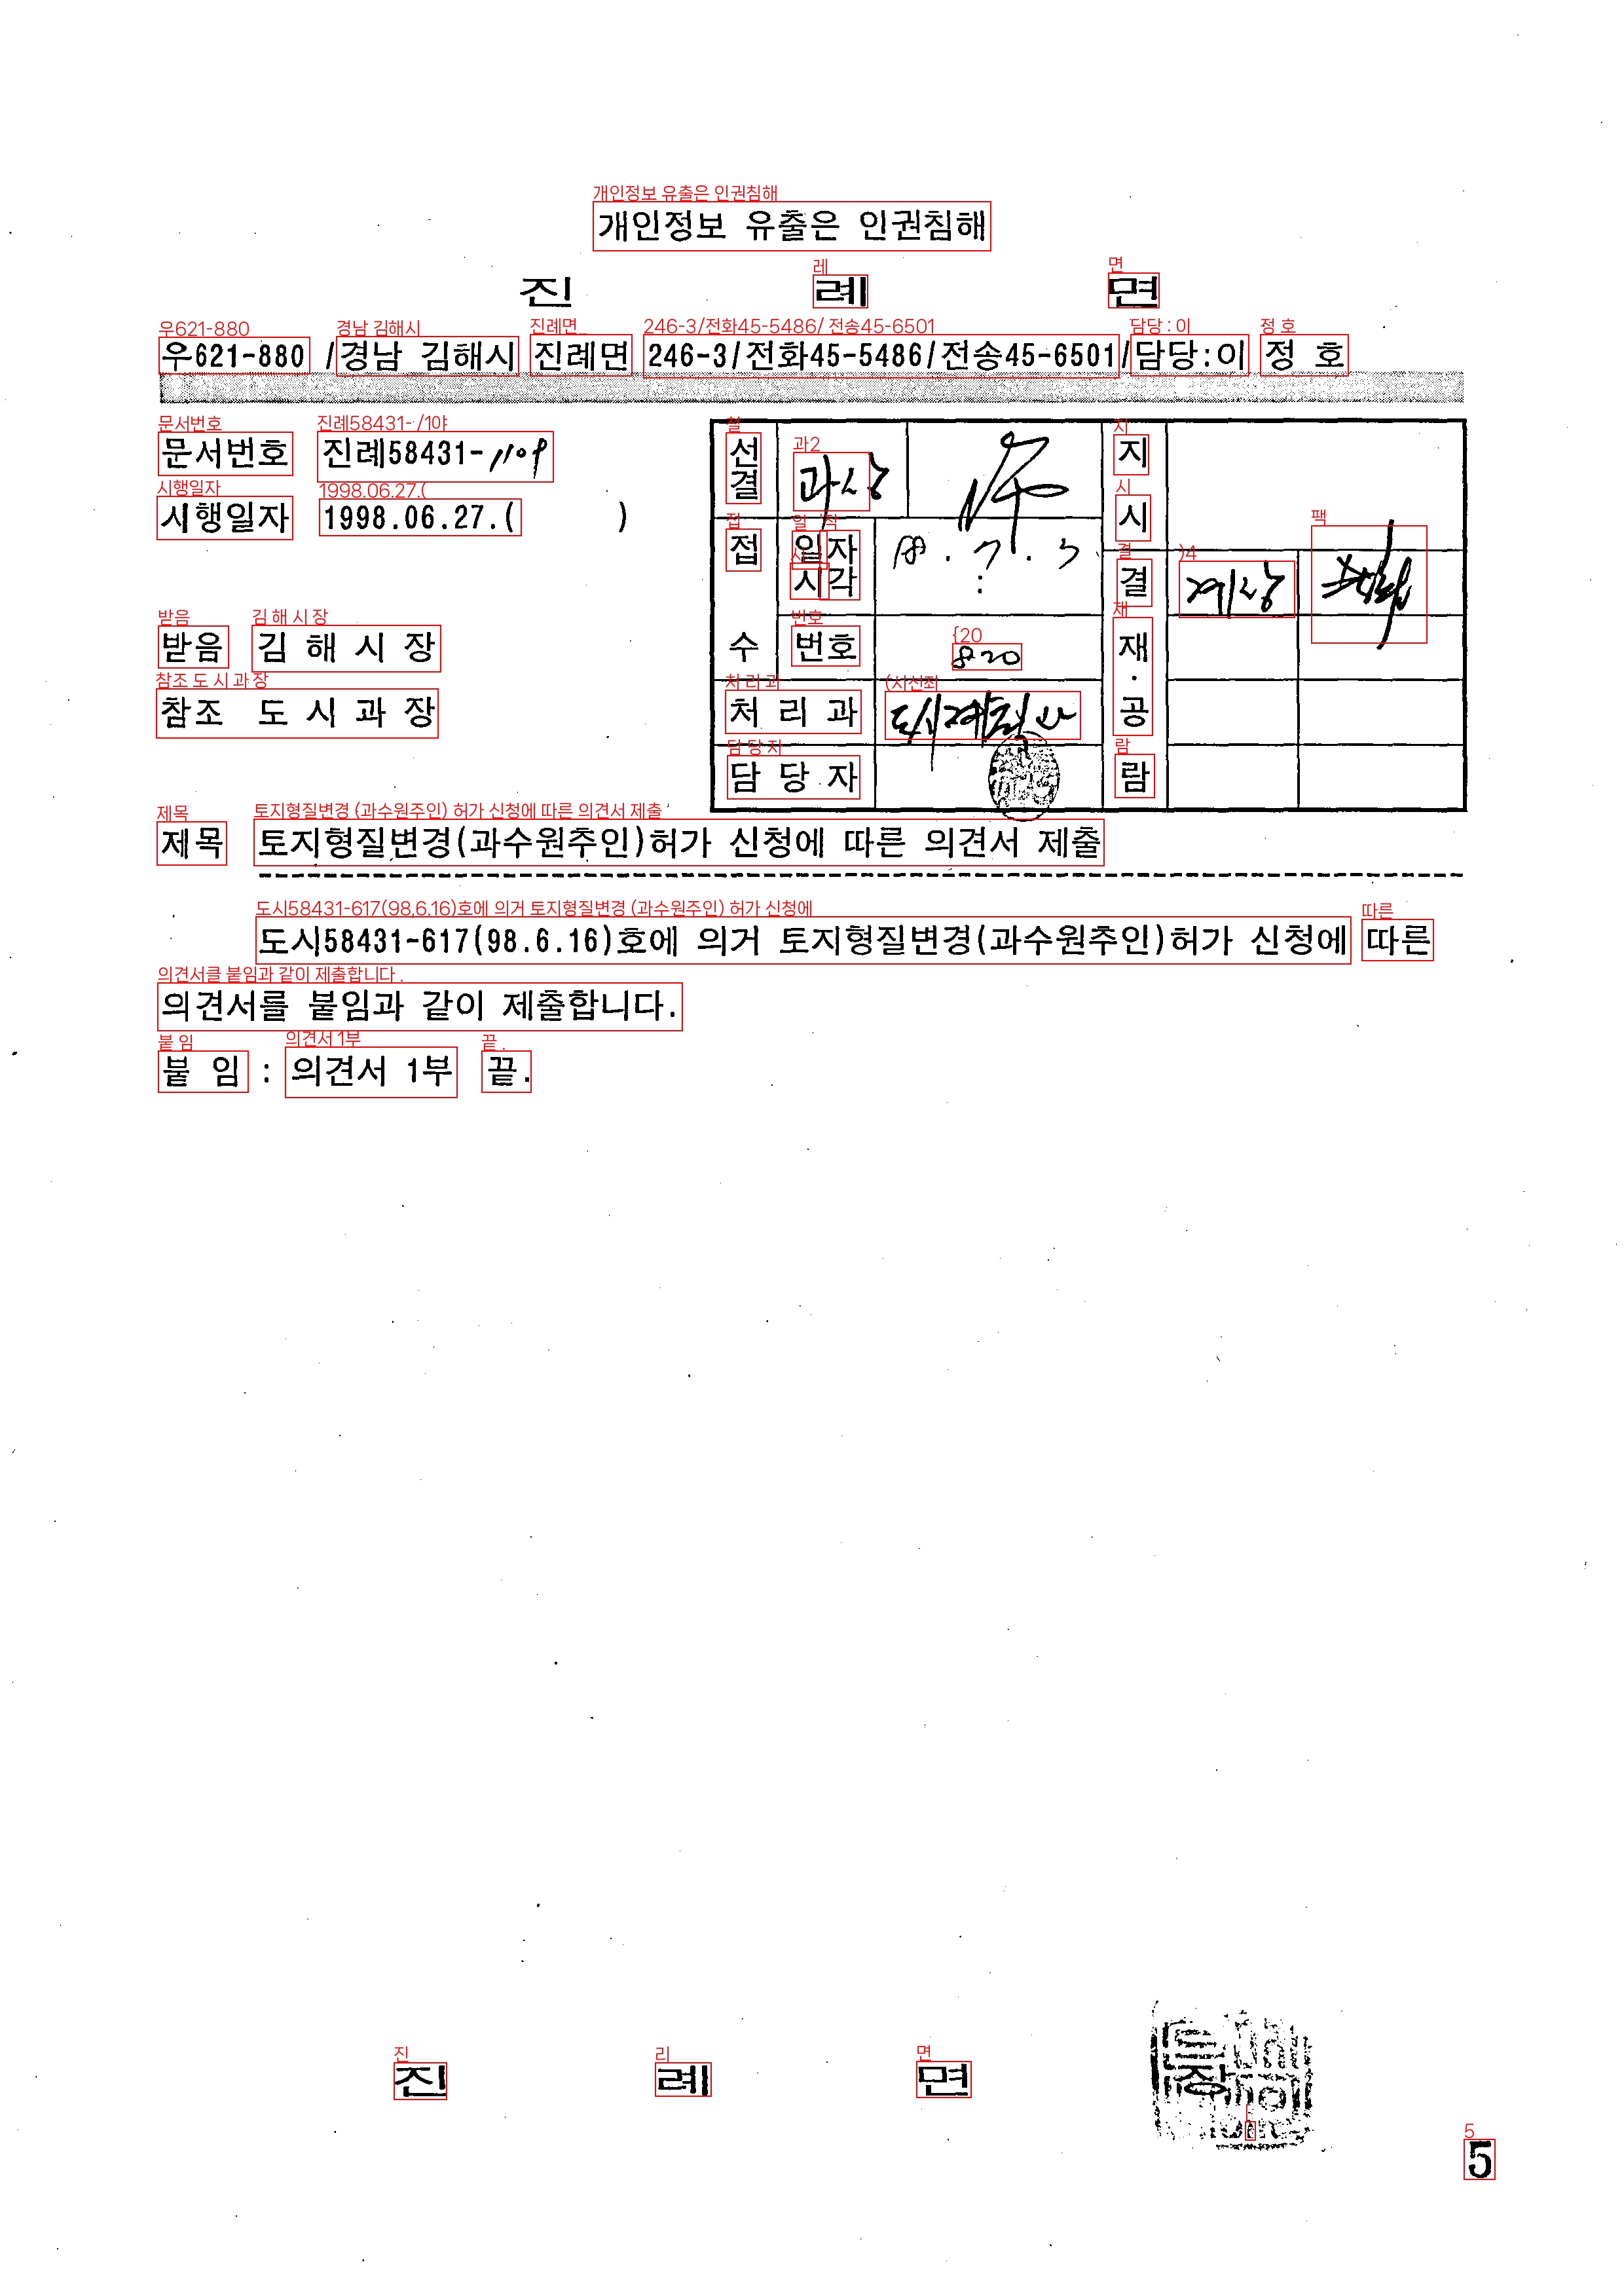 개인정보 유출은 인권침해
진 례 면
우621-880 /경남 김해시 진례면 246-3/전화45-5486/전송45-6501/담당:이 정 호
문서번호 진례58431-1109
시행일자 1998.06.27.( )
받음 김 해 시 장
참조 도 시 과 장
선결 과장 지시
접수 일자 시각 98. 7. 3 : 결재·공람 계장
번호 820
처 리 과 도시계획과
담 당 자
제목 토지형질변경(과수원추인)허가 신청에 따른 의견서 제출
도시58431-617(98.6.16)호에 의거 토지형질변경(과수원추인)허가 신청에 따른
의견서를 붙임과 같이 제출합니다.
붙 임 : 의견서 1부 끝.
진 례 면
5